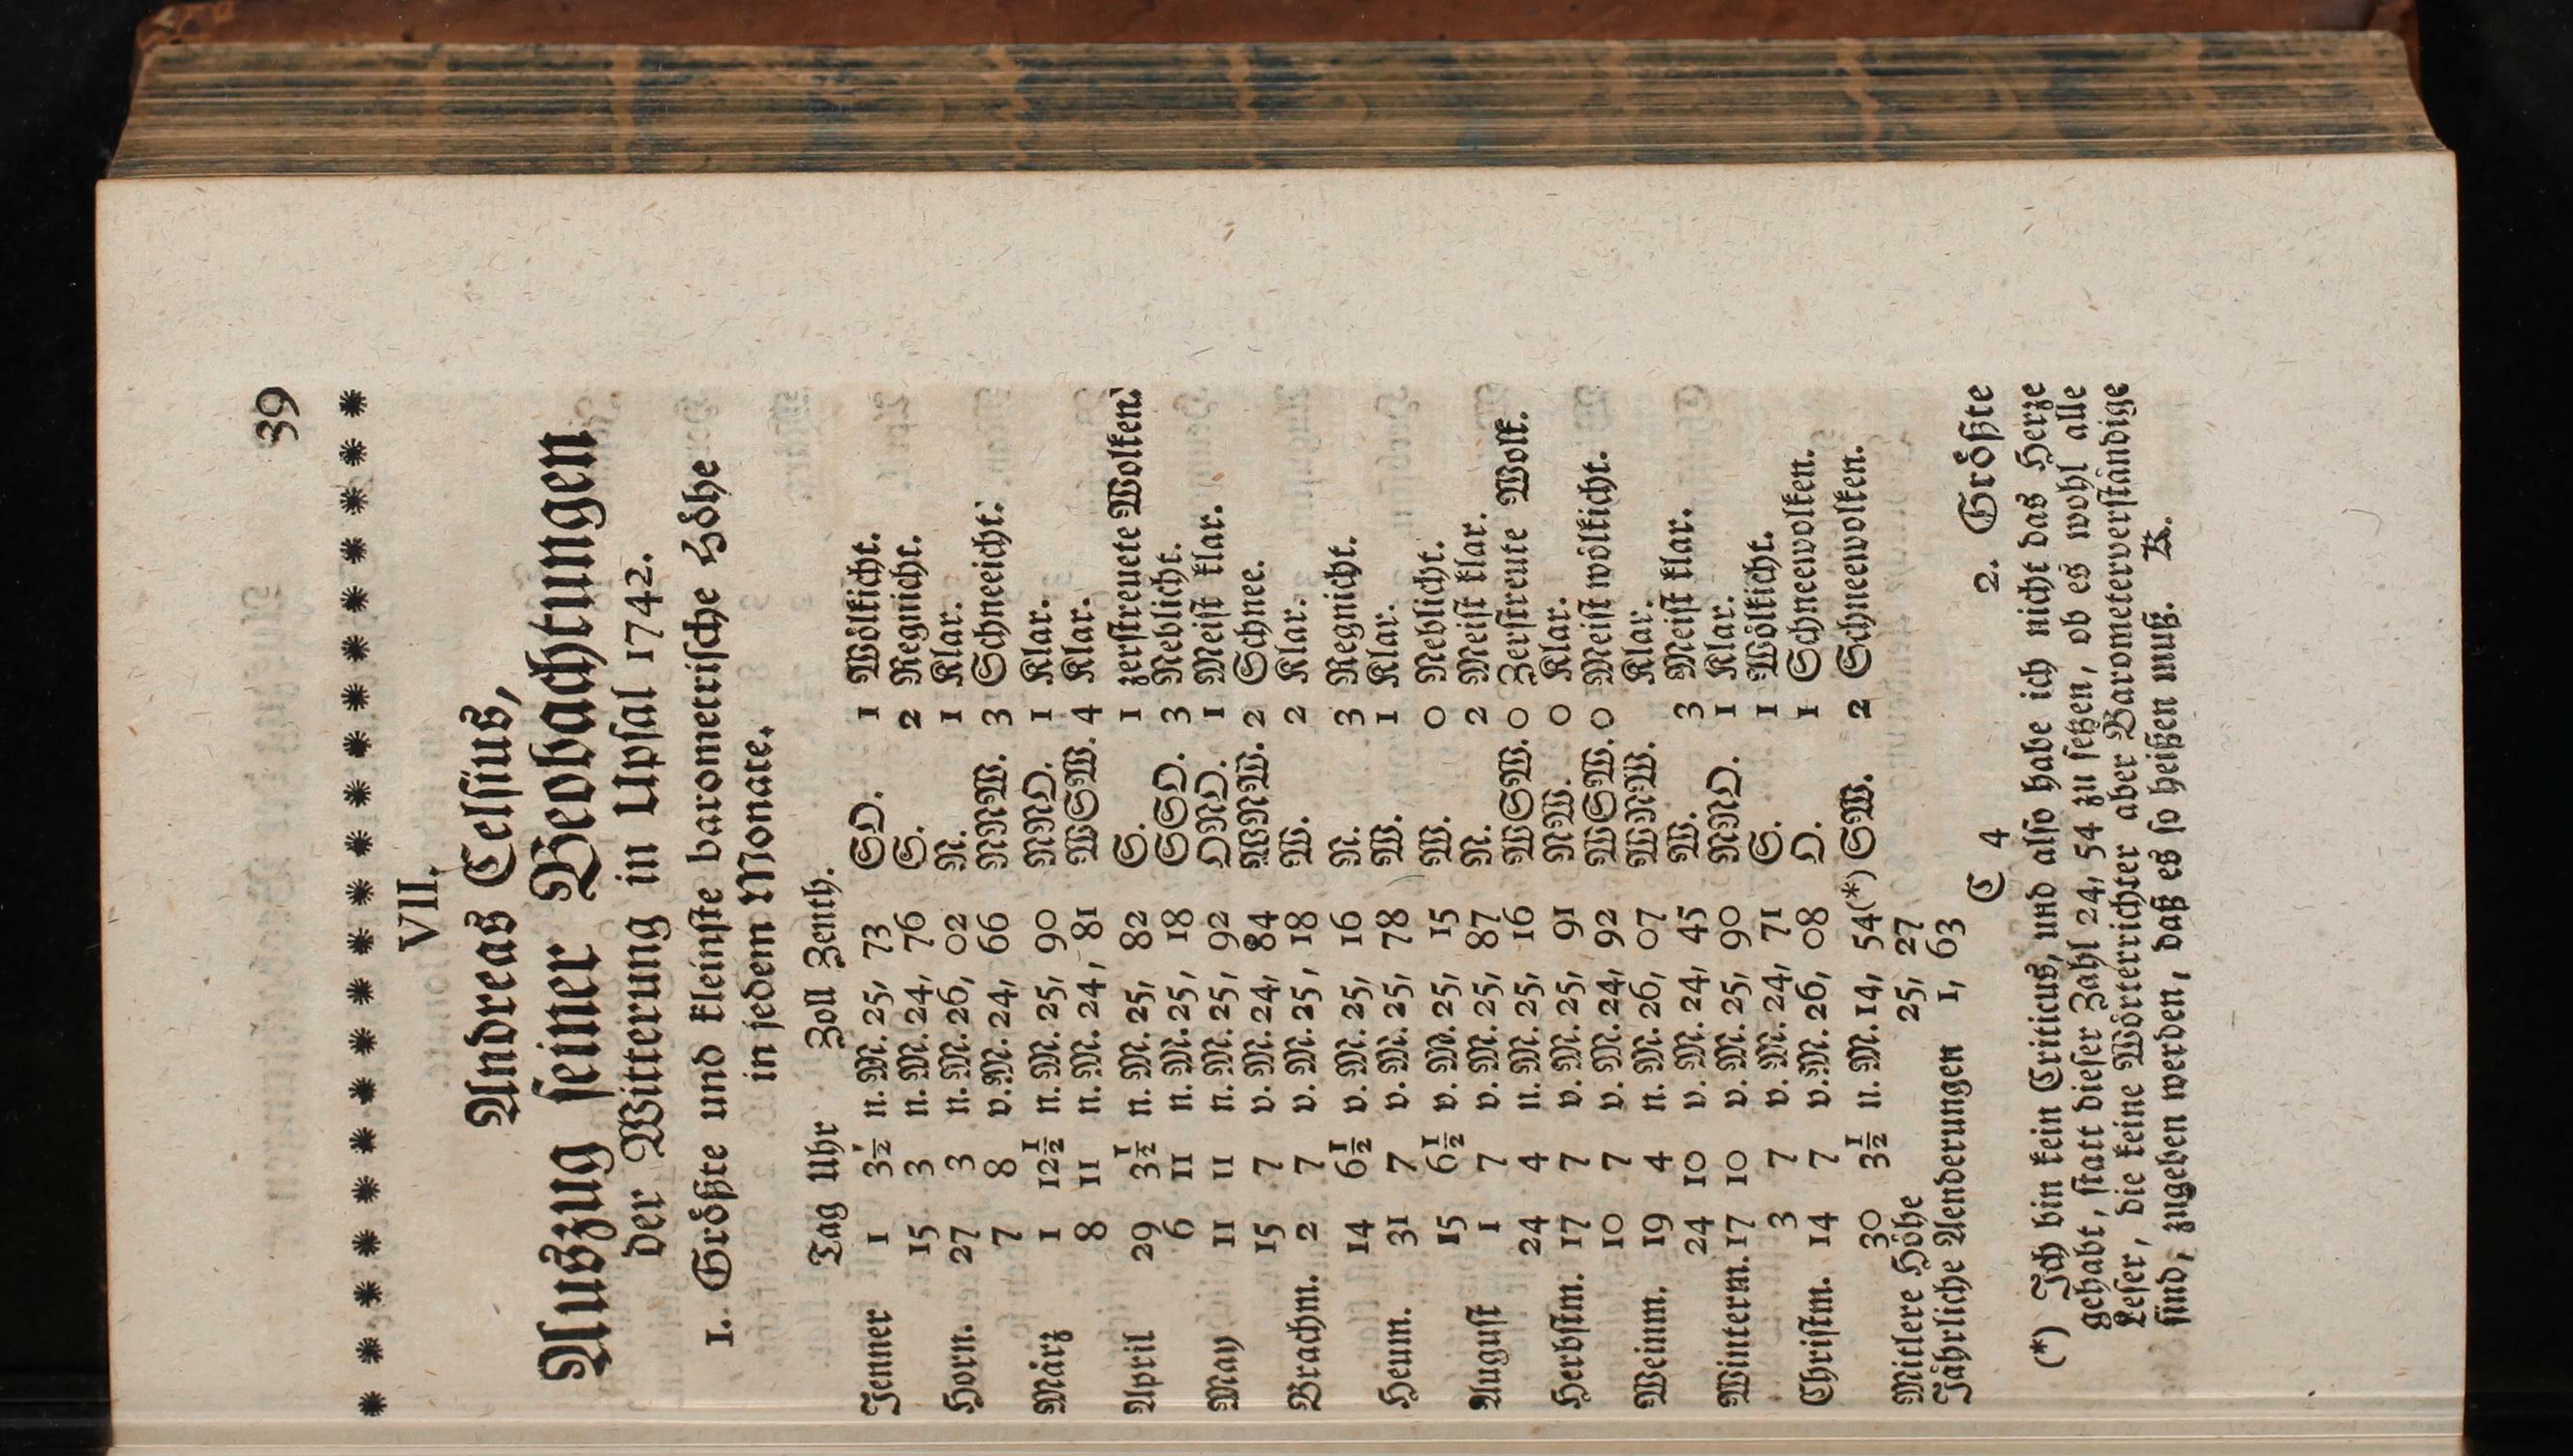 39
VII.
Andreas Celsius,
Auszug seiner Beobachtungen
der Witterung in Upsal 1742.
1. Größte und kleinste barometrische Höhe
in jedem Monate.
Tag Uhr Zoll Zenth.
Jenner 1 3½ n. M. 25, 73 SO. 1 Wölkicht.
15 3 n. M. 24, 76 S. 2 Regnicht.
Horn. 27 3 n. M. 26, 02 N. 1 Klar.
7 8 v. M. 24, 66 NNW. 3 Schneeicht.
März 1 12½ n. M. 25, 90 NNO. 1 Klar.
8 11 n. M. 24, 81 WSW. 4 Klar.
April 29 3½ n. M. 25, 82 S. 1 zerstreuete Wolken.
6 11 n. M. 25, 18 SSO. 3 Neblicht.
May 11 11 n. M. 25, 92 ONO. 1 Meist klar.
15 7 v. M. 24, 84 WNW. 2 Schnee.
Brachm. 2 7 v. M. 25, 18 W. 2 Klar.
14 6½ v. M. 25, 16 N. 3 Regnicht.
Heum. 31 7 v. M. 25, 78 W. 1 Klar.
15 6½ v. M. 25, 15 W. 0 Neblicht.
August 1 7 v. M. 25, 87 N. 2 Meist klar.
24 4 n. M. 25, 16 WSW. 0 Zerstreute Wolk.
Herbstm. 17 7 v. M. 25, 91 NW. 0 Klar.
10 7 v. M. 24, 92 WSW. 0 Meist wölkicht.
Weinm. 19 4 n. M. 26, 07 WNW. Klar.
24 10 v. M. 24, 45 W. 3 Meist klar.
Winterm. 17 10 v. M. 25, 90 NNO. 1 Klar.
3 7 v. M. 24, 71 S. 1 Wölkicht.
Christm. 14 7 v. M. 26, 08 O. 1 Schneewolken.
30 3½ n. M. 14, 54(*) SW. 2 Schneewolken.
Mitlere Höhe 25, 27
Jährliche Aenderungen 1, 63
C 4 2. Größte
(*) Ich bin kein Criticus, und also habe ich nicht das Herze
gehabt, statt dieser Zahl 24, 54 zu setzen, ob es wohl alle
Leser, die keine Wörterrichter aber Barometerverständige
sind, zugeben werden, daß es so heißen muß. K.